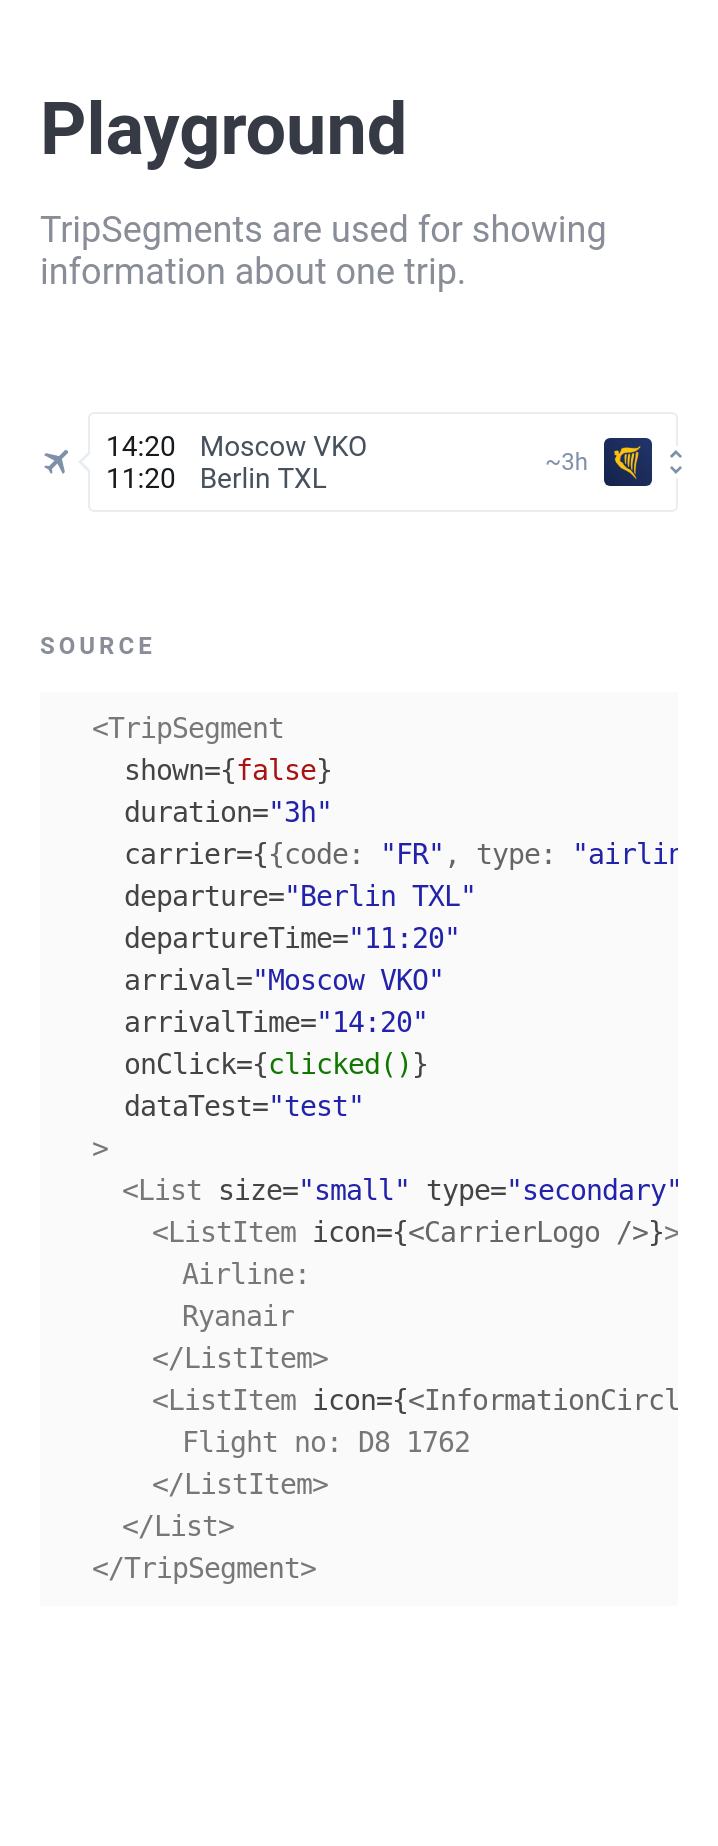 Playground
TripSegments are used for showing
information about one trip.
14:20 Moscow VKO
11:20 Berlin TXL
~3h
SOURCE
<TripSegment
  shown={false}
  duration="3h"
  carrier={{code: "FR", type: "airlin
  departure="Berlin TXL"
  departureTime="11:20"
  arrival="Moscow VKO"
  arrivalTime="14:20"
  onClick={clicked()}
  dataTest="test"
>
  <List size="small" type="secondary"
    <ListItem icon={<CarrierLogo />}>
      Airline:
      Ryanair
    </ListItem>
    <ListItem icon={<InformationCircl
      Flight no: D8 1762
    </ListItem>
  </List>
</TripSegment>